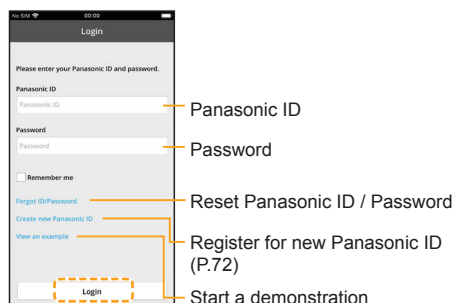 No SIM 00:00
Login
Please enter your Panasonic ID and password.
Panasonic ID
Panasonic ID
Panasonic ID
Password
Password
Password
Remember me
Forgot ID/Password
Reset Panasonic ID / Password
Create new Panasonic ID
Register for new Panasonic ID
(P.72)
View an example
Login
Start a demonstration